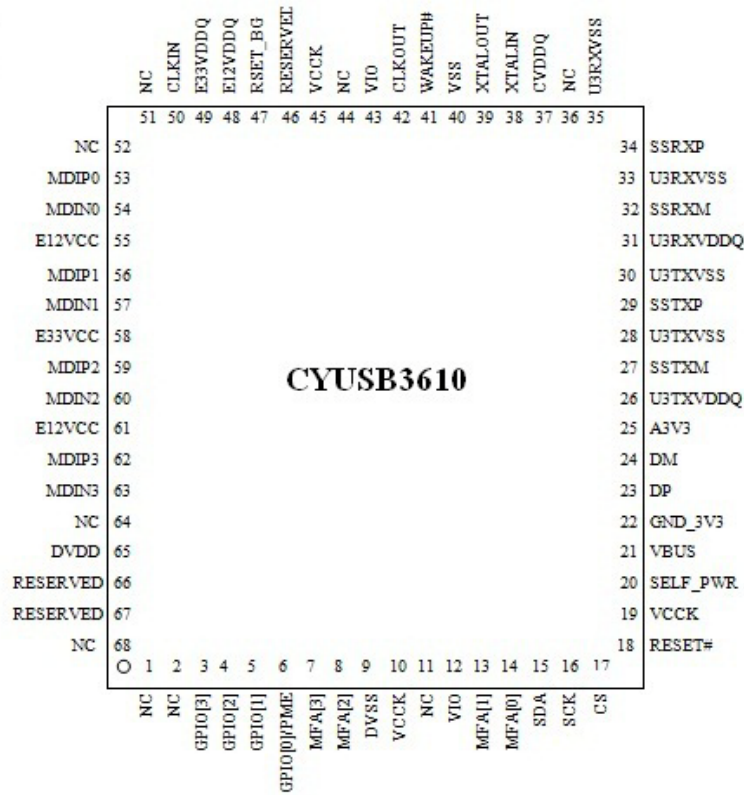 NC CLKIN E33VDDQ E12VDDQ RSET_BG RESERVED VCCK NC VIO CLKOUT WAKEUP# VSS XTALOUT XTALIN CVDDQ NC U3RXVSS
51 50 49 48 47 46 45 44 43 42 41 40 39 38 37 36 35
NC 52 34 SSRXP
MDIP0 53 33 U3RXVSS
MDIN0 54 32 SSRXM
E12VCC 55 31 U3RXVDDQ
MDIP1 56 30 U3TXVSS
MDIN1 57 29 SSTXP
E33VCC 58 28 U3TXVSS
MDIP2 59 27 SSTXM
CYUSB3610
MDIN2 60 26 U3TXVDDQ
E12VCC 61 25 A3V3
MDIP3 62 24 DM
MDIN3 63 23 DP
NC 64 22 GND_3V3
DVDD 65 21 VBUS
RESERVED 66 20 SELF_PWR
RESERVED 67 19 VCCK
NC 68 18 RESET#
1 2 3 4 5 6 7 8 9 10 11 12 13 14 15 16 17
NC NC GPIO[3] GPIO[2] GPIO[1] GPIO[0]/PME MFA[3] MFA[2] DVSS VCCK NC VIO MFA[1] MFA[0] SDA SCK CS